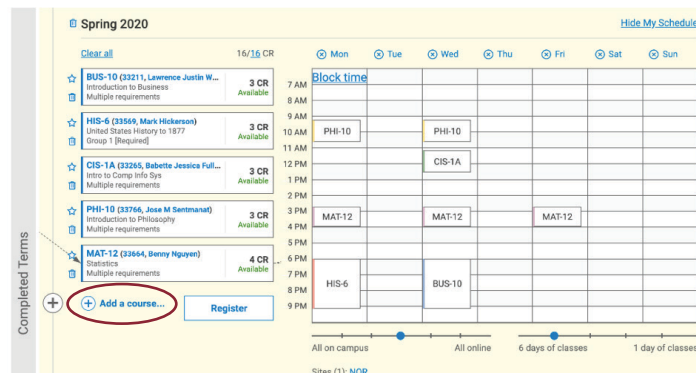 Spring 2020
Hide My Schedule
Clear all
16/16 CR
Mon
Tue
Wed
Thu
Fri
Sat
Sun
BUS-10 (33211, Lawrence Justin W...
Introduction to Business
Multiple requirements
3 CR
Available
HIS-6 (33569, Mark Hickerson)
United States History to 1877
Group 1 [Required]
3 CR
Available
CIS-1A (33265, Babette Jessica Full...
Intro to Comp Info Sys
Multiple requirements
3 CR
Available
PHI-10 (33766, Jose M Sentmanat)
Introduction to Philosophy
Multiple requirements
3 CR
Available
MAT-12 (33664, Benny Nguyen)
Statistics
Multiple requirements
4 CR
Available
Add a course...
Register
Completed Terms
Block time
7 AM
8 AM
9 AM
10 AM
PHI-10
PHI-10
11 AM
12 PM
CIS-1A
1 PM
2 PM
3 PM
MAT-12
MAT-12
MAT-12
4 PM
5 PM
6 PM
7 PM
HIS-6
BUS-10
8 PM
9 PM
All on campus
All online
6 days of classes
1 day of classes
Sites (1): NOR